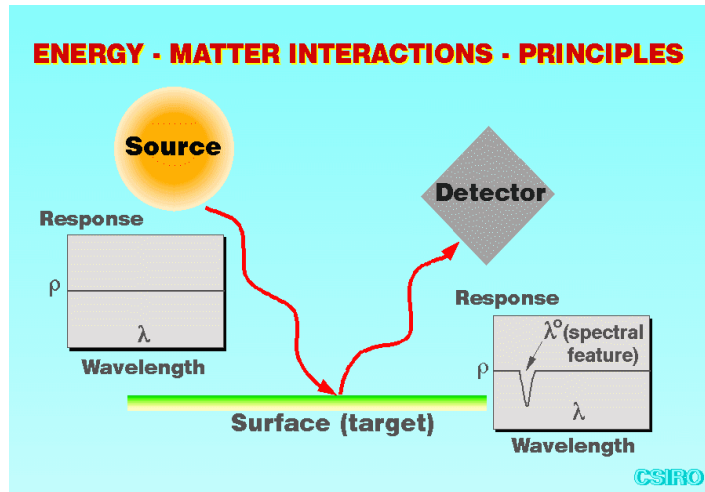 ENERGY - MATTER INTERACTIONS - PRINCIPLES
Source
Detector
Response
ρ
λ
Wavelength
Response
λ° (spectral
feature)
ρ
λ
Wavelength
Surface (target)
CSIRO